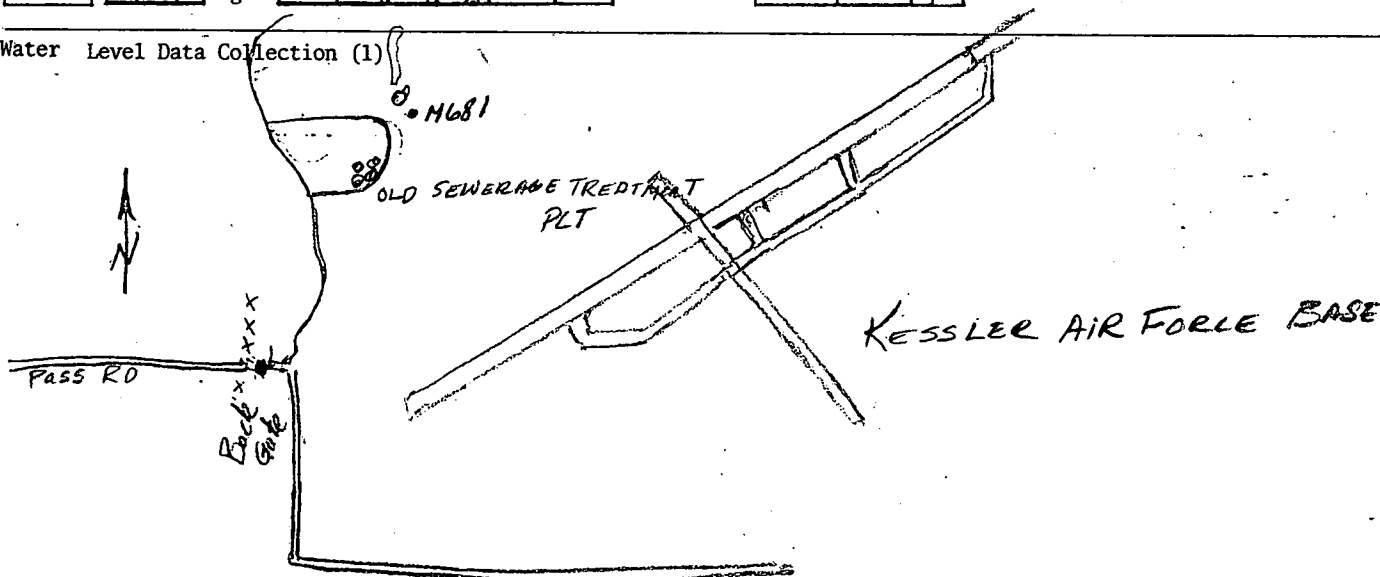 Water Level Data Collection (1)
M681
OLD SEWERAGE TREATMENT
PLT
N
KESSLER AIR FORCE BASE
Pass RD
Back
Gate